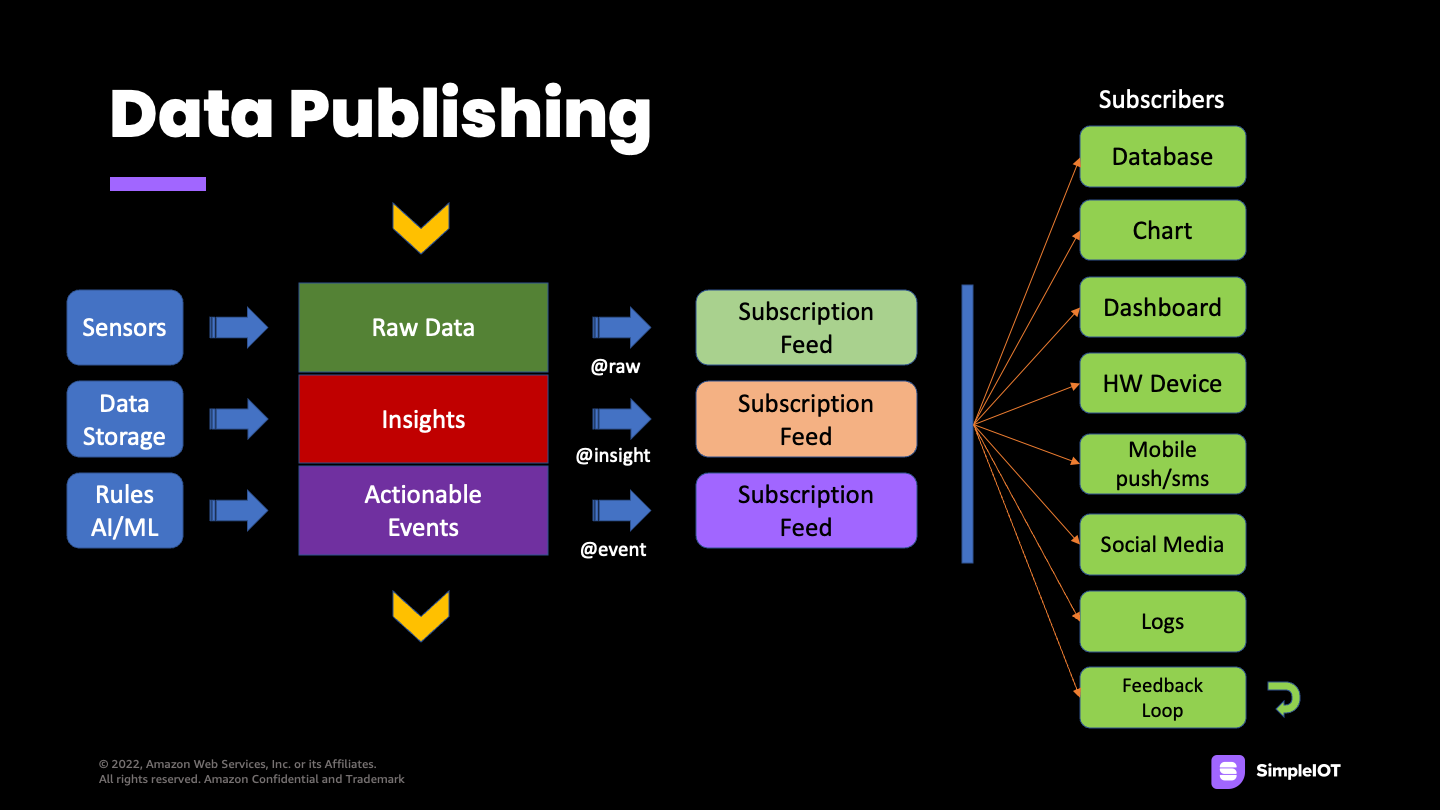 Data Publishing
Subscribers
Database
Chart
Dashboard
HW Device
Mobile
push/sms
Social Media
Logs
Feedback
Loop
Sensors
Raw Data
@raw
Subscription
Feed
Data
Storage
Insights
@insight
Subscription
Feed
Rules
AI/ML
Actionable
Events
@event
Subscription
Feed
© 2022, Amazon Web Services, Inc. or its Affiliates.
All rights reserved. Amazon Confidential and Trademark
SimpleIOT